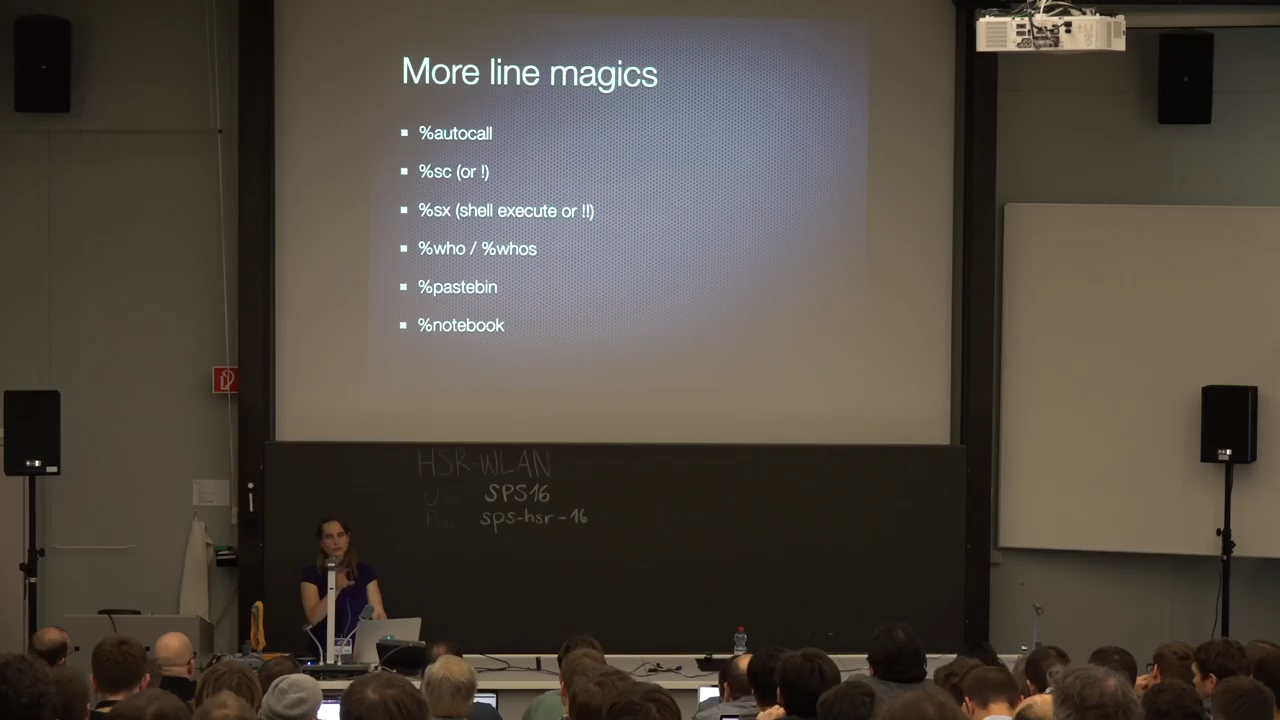 More line magics
%autocall
%sc (or !)
%sx (shell execute or !!)
%who / %whos
%pastebin
%notebook
HSR-WLAN
SPS16
sps-hsr-16